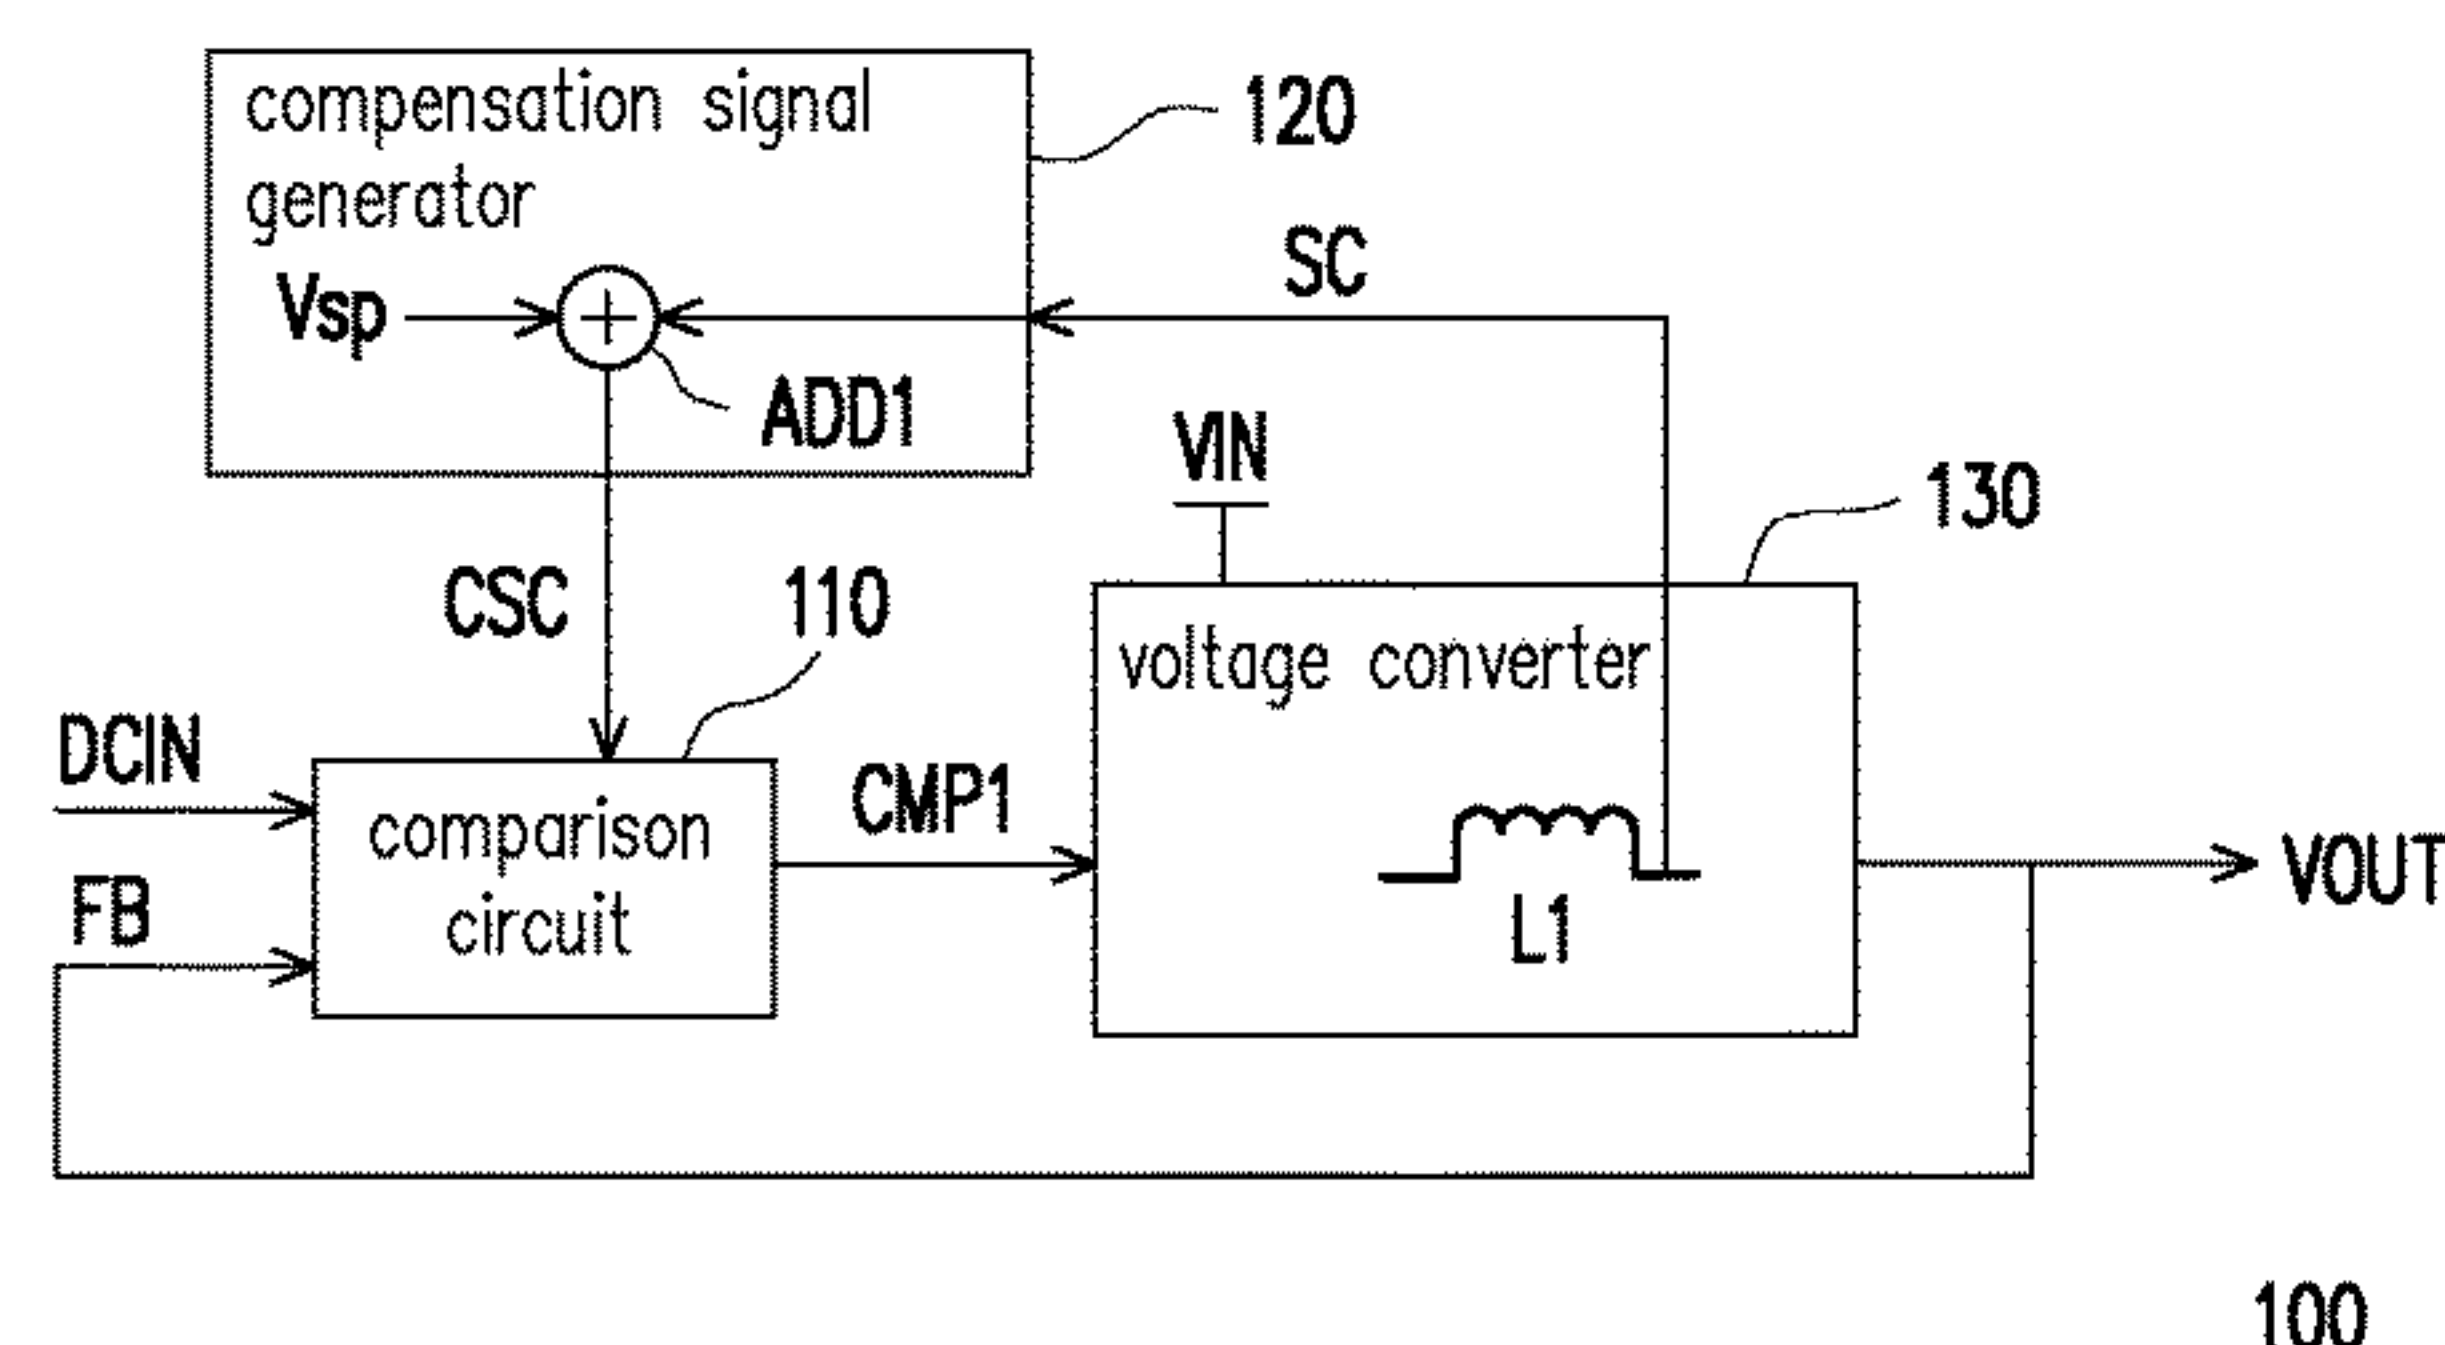 compensation signal
generator
120
Vsp
SC
ADD1
VIN
130
CSC
110
voltage converter
DCIN
comparison
circuit
CMP1
FB
L1
VOUT
100